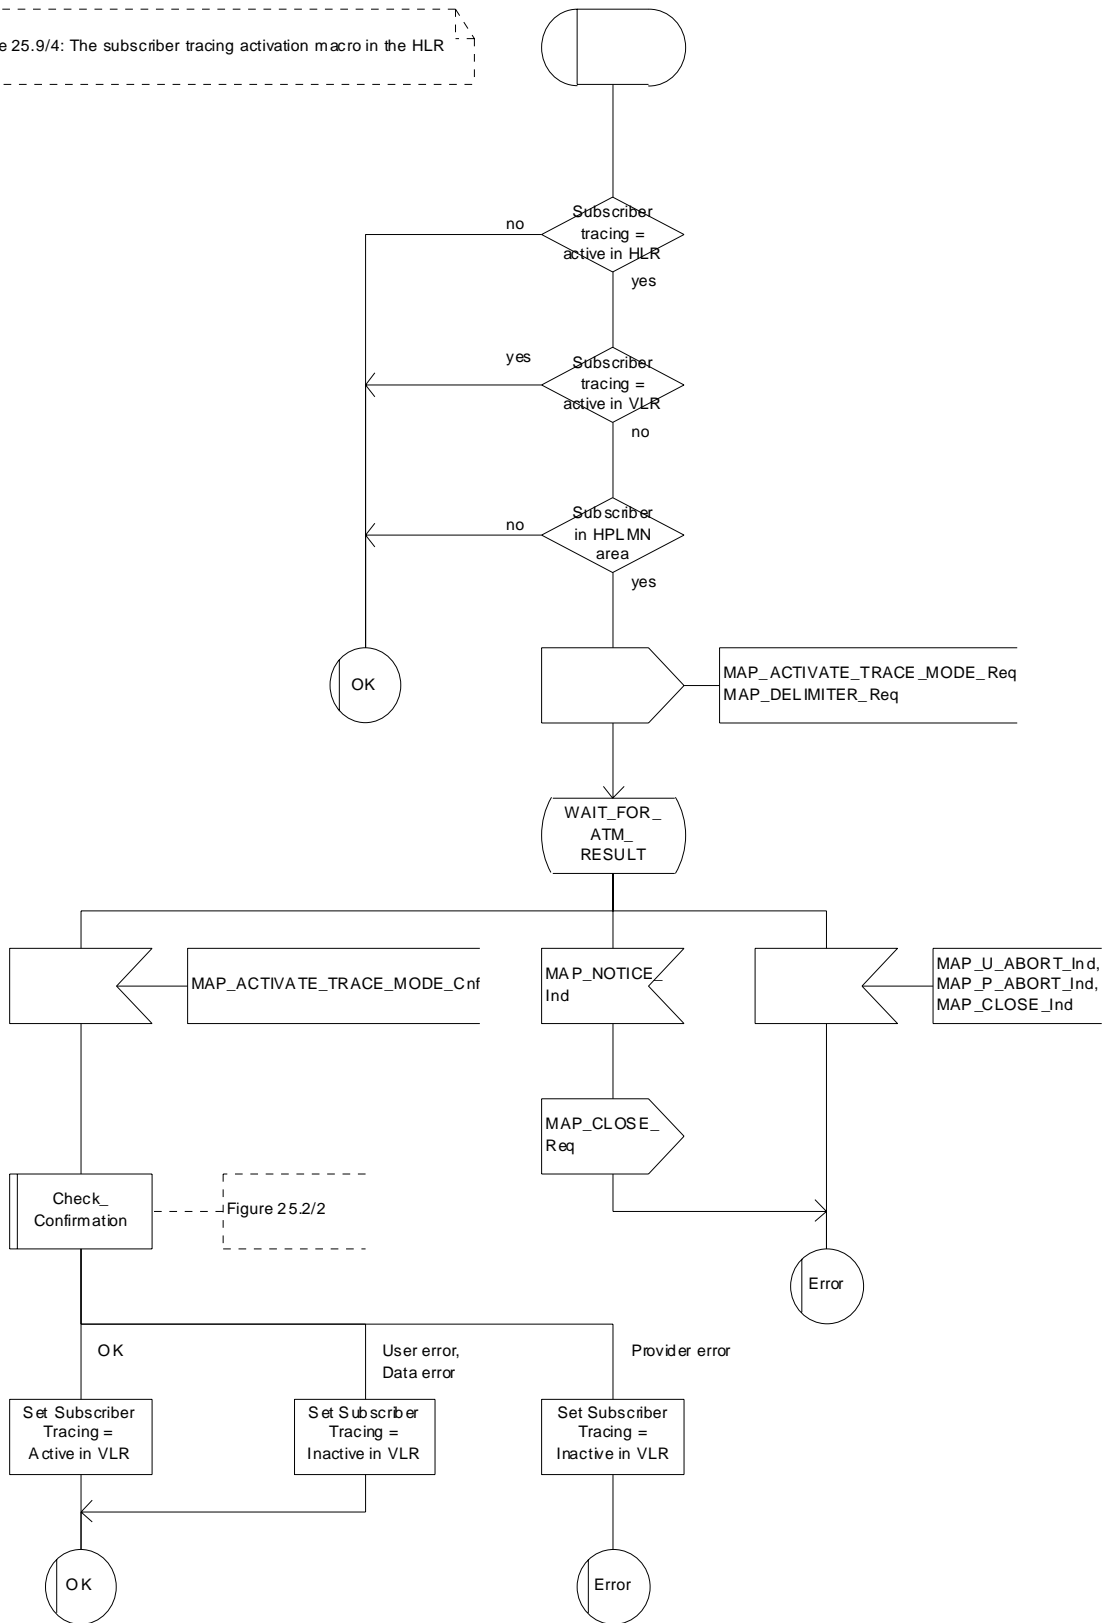 e 25.9/4: The subscriber tracing activation macro in the HLR
Subscriber
tracing =
active in HLR
no
yes
Subscriber
tracing =
active in VLR
yes
no
Subscriber
in HPLMN
area
no
yes
OK
MAP_ACTIVATE_TRACE_MODE_Req
MAP_DELIMITER_Req
WAIT_FOR_
ATM_
RESULT
MAP_ACTIVATE_TRACE_MODE_Cnf
MAP_NOTICE_
Ind
MAP_U_ABORT_Ind,
MAP_P_ABORT_Ind,
MAP_CLOSE_Ind
MAP_CLOSE_
Req
Check_
Confirmation
Figure 25.2/2
Error
OK
User error,
Data error
Provider error
Set Subscriber
Tracing =
Active in VLR
Set Subscriber
Tracing =
Inactive in VLR
Set Subscriber
Tracing =
Inactive in VLR
OK
Error